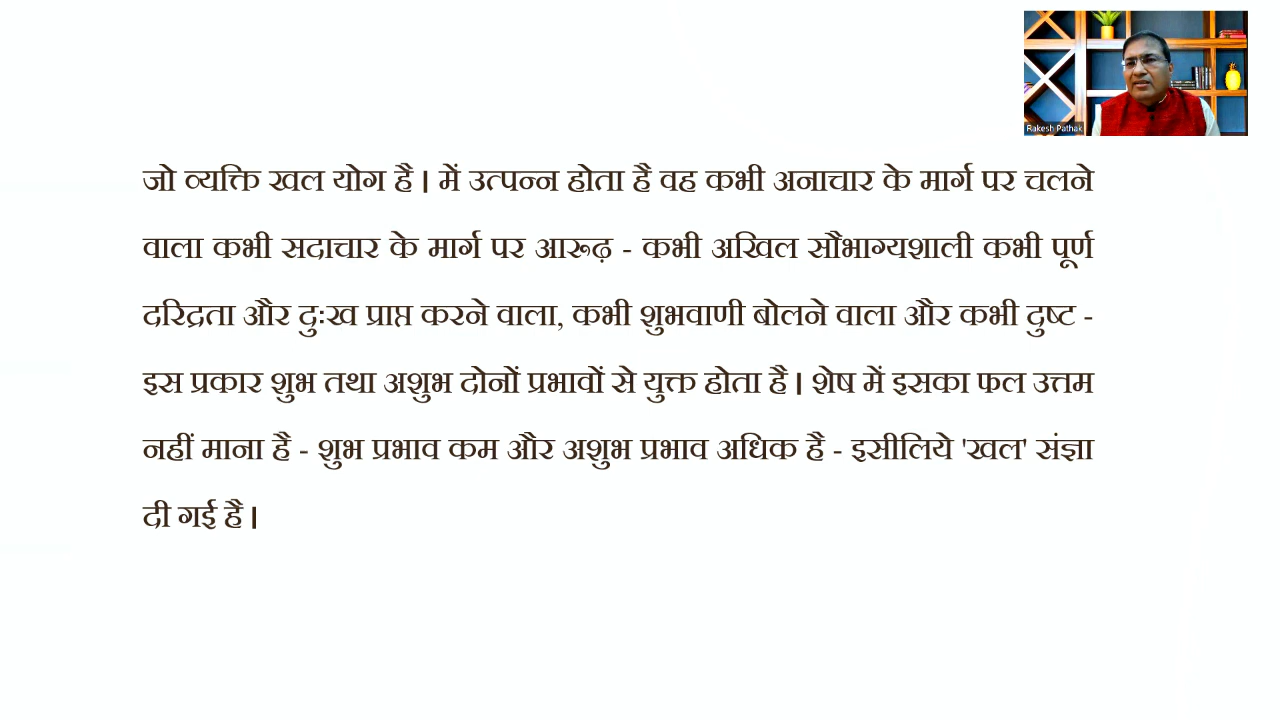 Rakesh Pathak
जो व्यक्ति खल योग है । में उत्पन्न होता है वह कभी अनाचार के मार्ग पर चलने
वाला कभी सदाचार के मार्ग पर आरूढ़ - कभी अखिल सौभाग्यशाली कभी पूर्ण
दरिद्रता और दुःख प्राप्त करने वाला, कभी शुभवाणी बोलने वाला और कभी दुष्ट -
इस प्रकार शुभ तथा अशुभ दोनों प्रभावों से युक्त होता है । शेष में इसका फल उत्तम
नहीं माना है - शुभ प्रभाव कम और अशुभ प्रभाव अधिक है - इसीलिये 'खल' संज्ञा
दी गई है ।